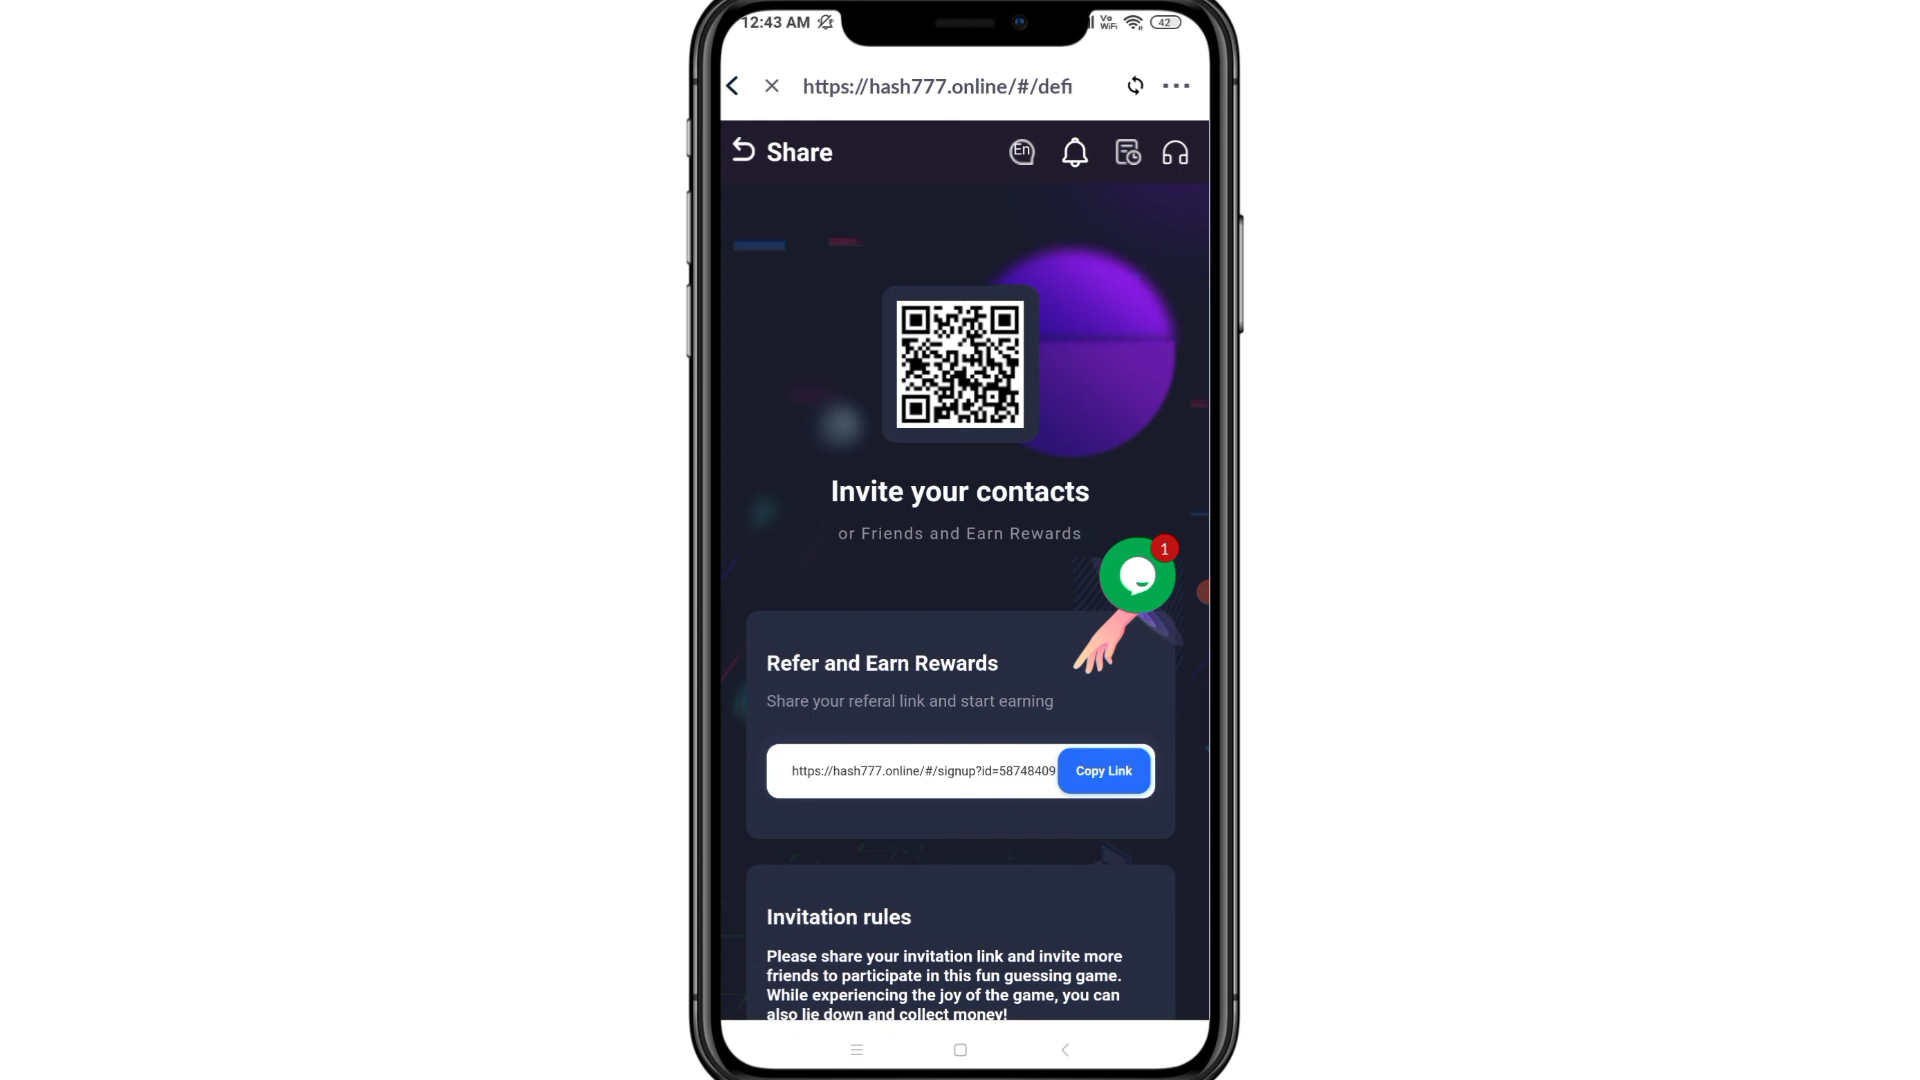 12:43 AM
Vo
WiFi
42
https://hash777.online/#/defi
Share
En
Invite your contacts
or Friends and Earn Rewards
1
Refer and Earn Rewards
Share your referal link and start earning
https://hash777.online/#/signup?id=58748409
Copy Link
Invitation rules
Please share your invitation link and invite more
friends to participate in this fun guessing game.
While experiencing the joy of the game, you can
also lie down and collect money!